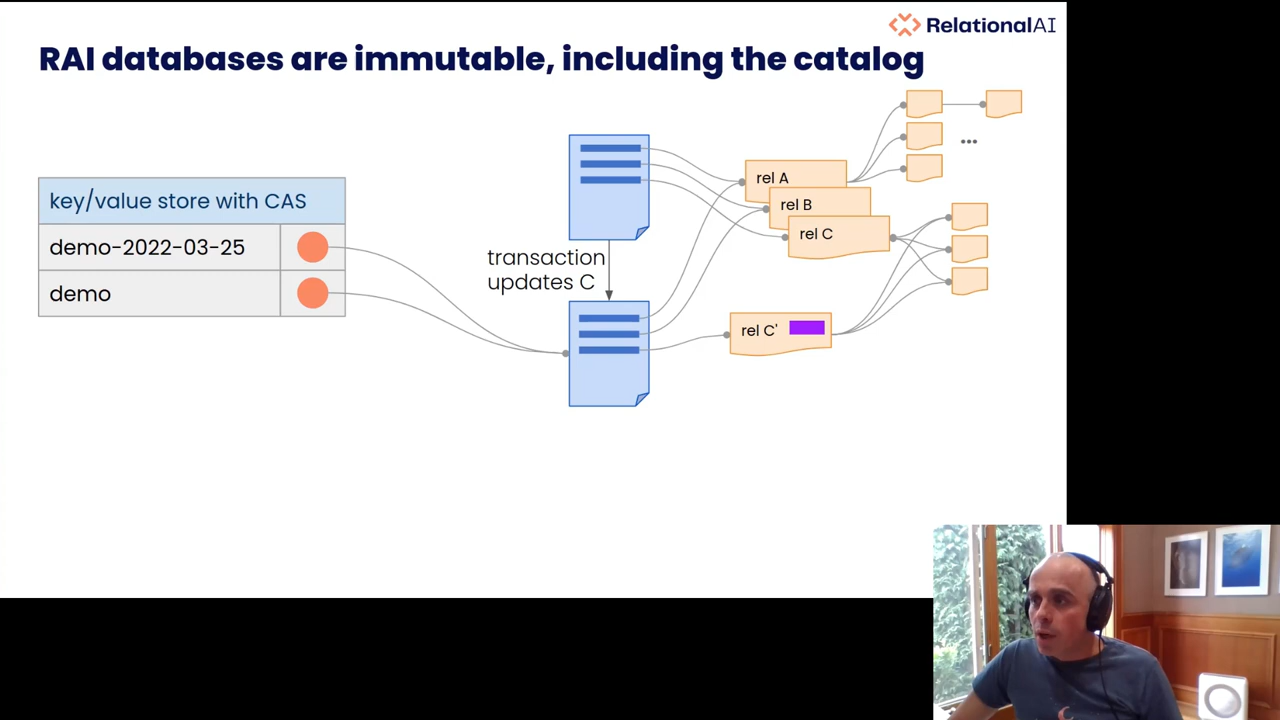 RelationalAI
RAI databases are immutable, including the catalog
key/value store with CAS
demo-2022-03-25
demo
transaction
updates C
rel A
rel B
rel C
...
rel C'